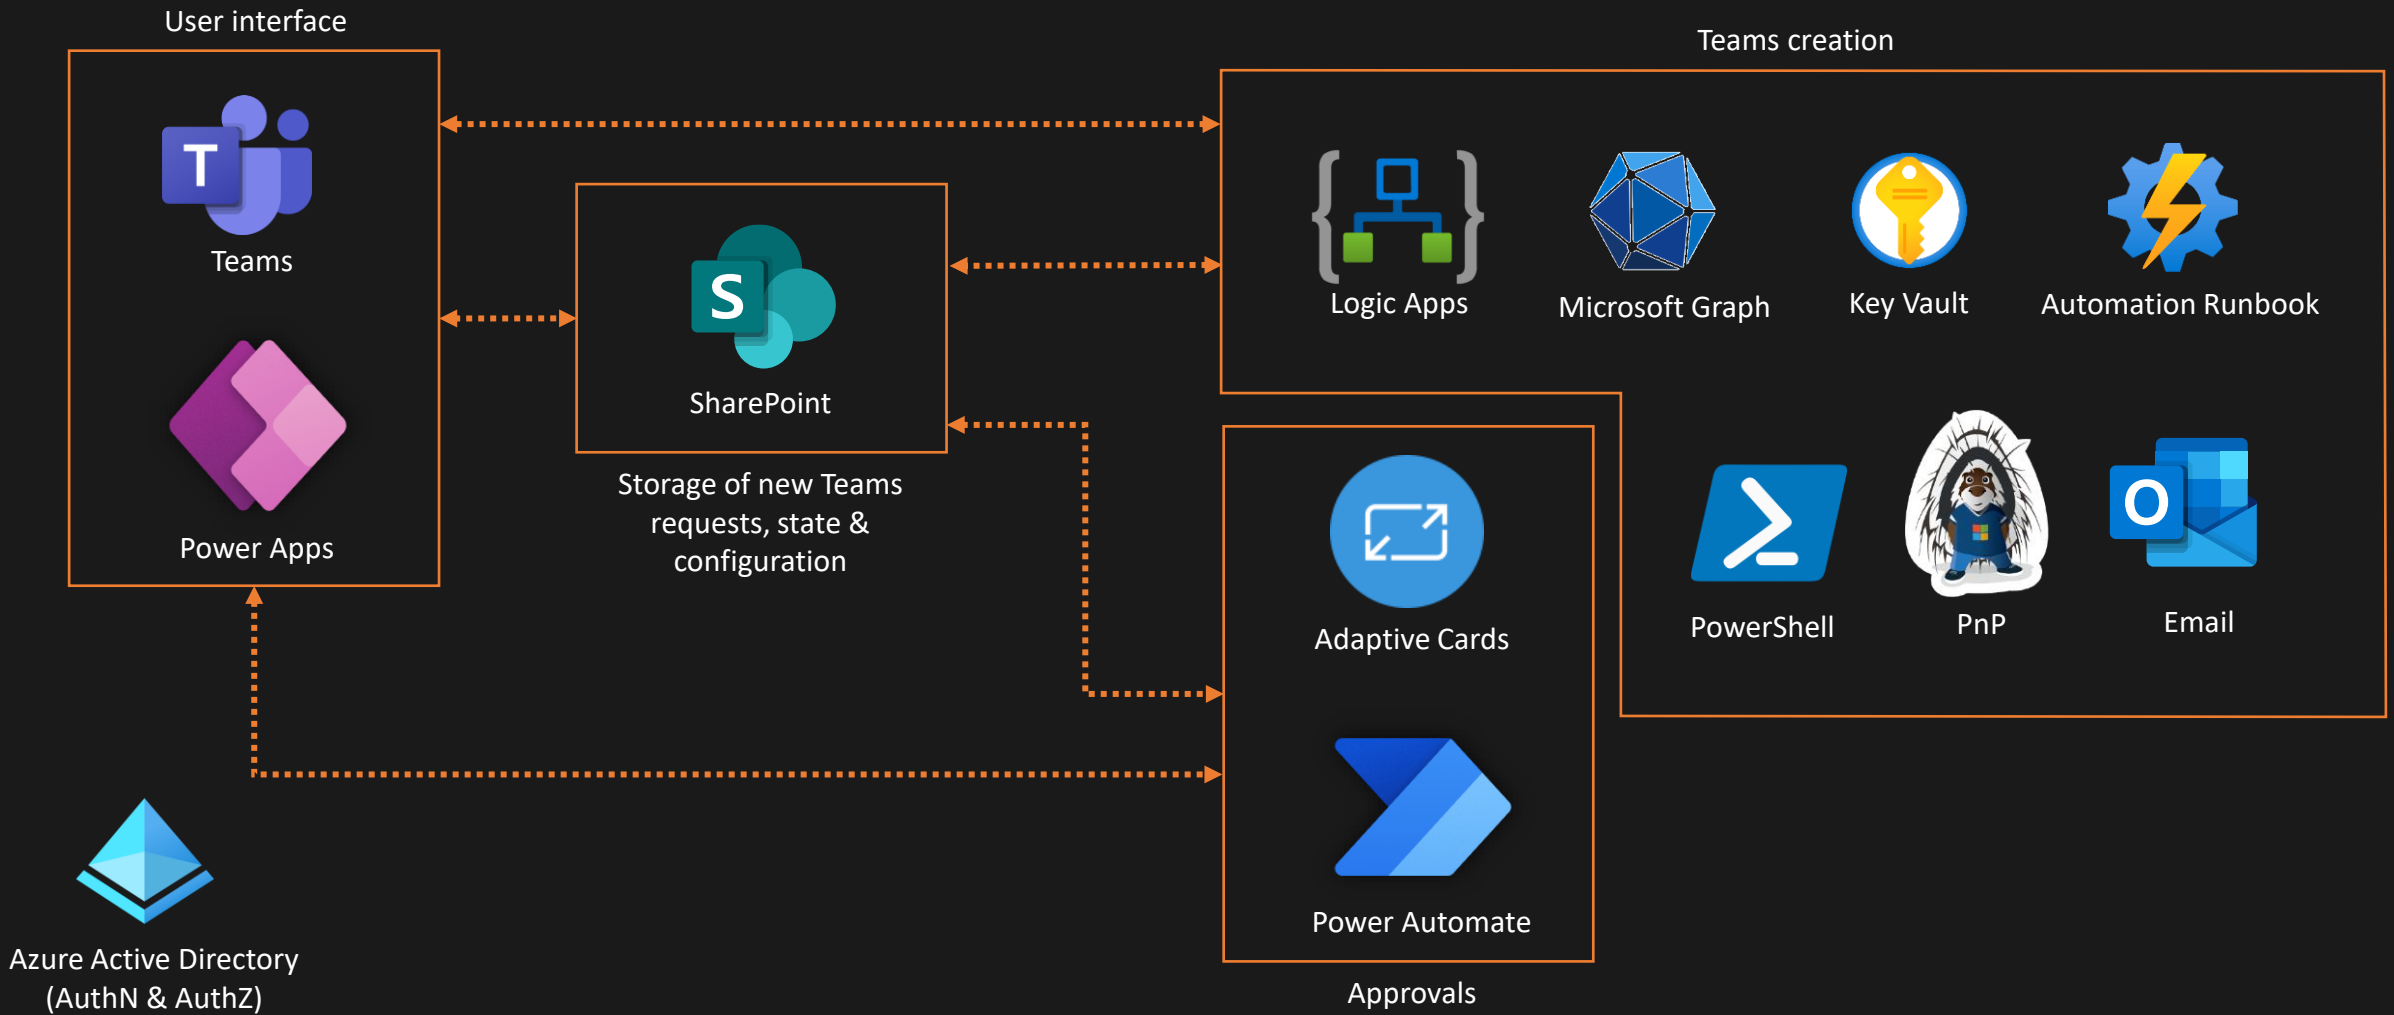 User interface
Teams creation
T
Teams
Power Apps
S
SharePoint
Storage of new Teams
requests, state &
configuration
Logic Apps
Microsoft Graph
Key Vault
Automation Runbook
PowerShell
PnP
O
Email
Adaptive Cards
Power Automate
Approvals
Azure Active Directory
(AuthN & AuthZ)